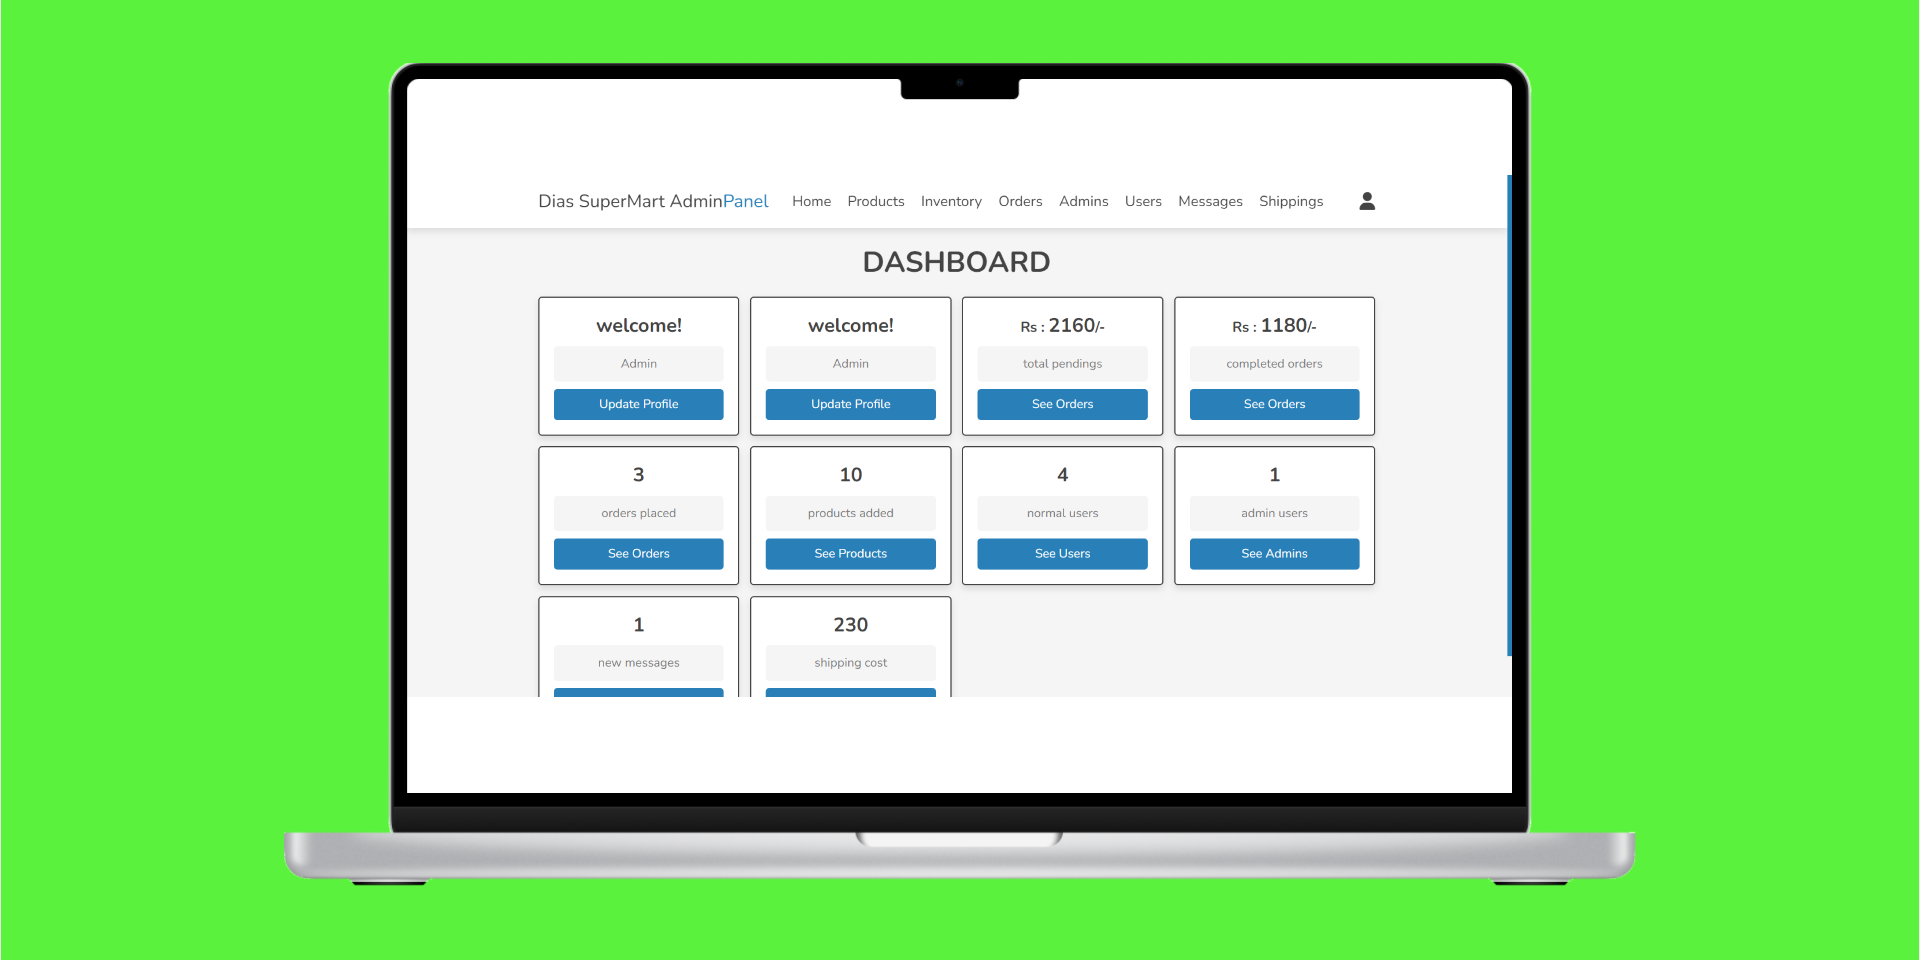 Dias SuperMart AdminPanel Home Products Inventory Orders Admins Users Messages Shippings
DASHBOARD
welcome!
Admin
Update Profile
welcome!
Admin
Update Profile
Rs : 2160/-
total pendings
See Orders
Rs : 1180/-
completed orders
See Orders
3
orders placed
See Orders
10
products added
See Products
4
normal users
See Users
1
admin users
See Admins
1
new messages
230
shipping cost